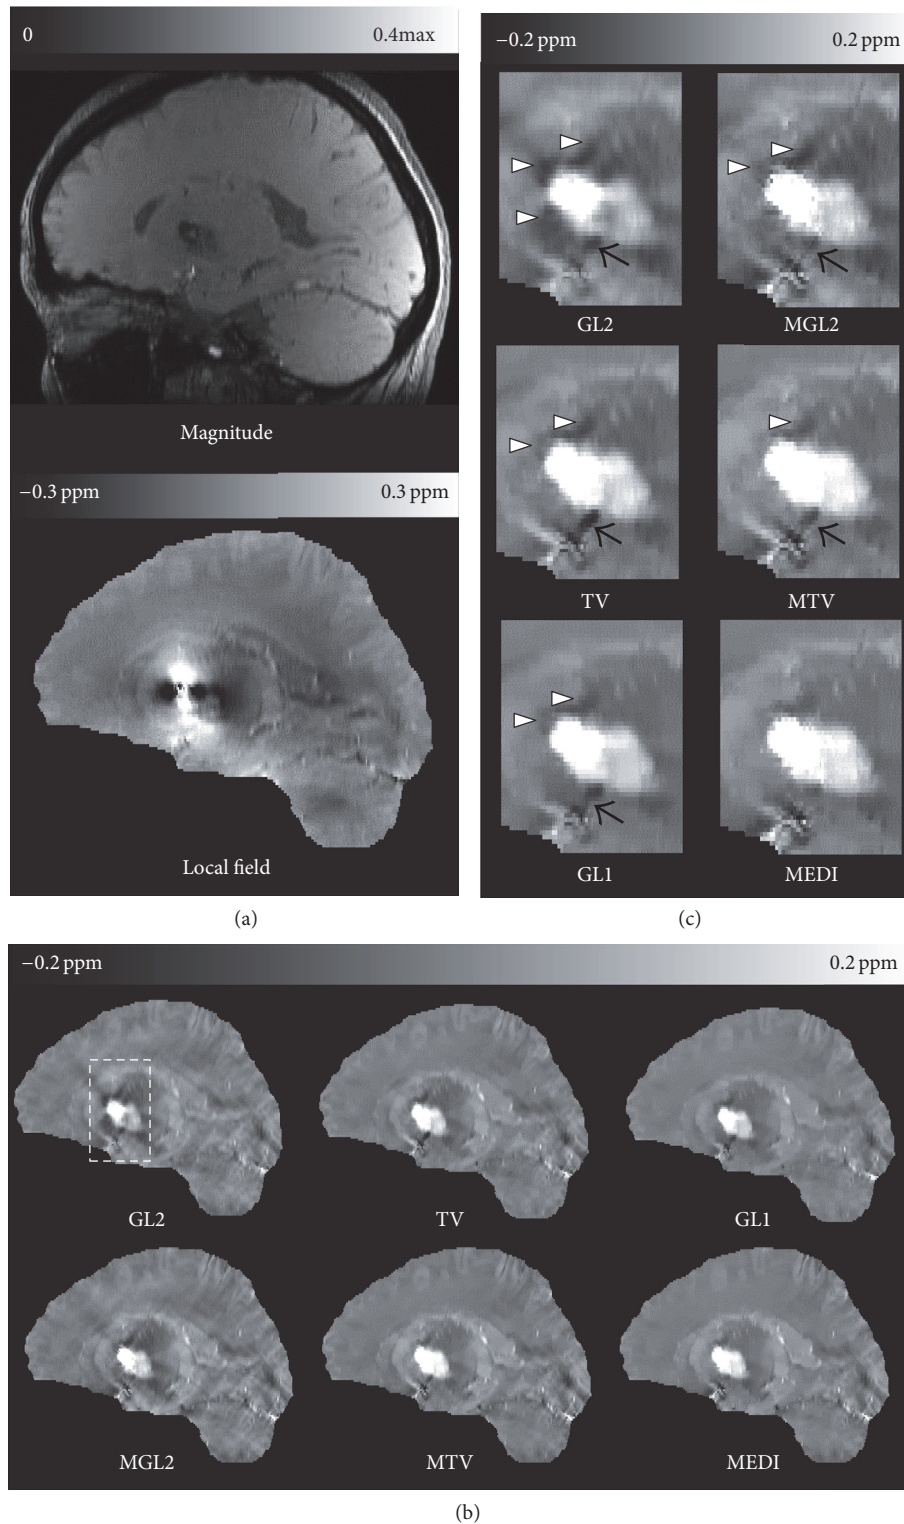 0 0.4max
Magnitude
−0.3 ppm 0.3 ppm
Local field
(a)
−0.2 ppm 0.2 ppm
GL2 MGL2
TV MTV
GL1 MEDI
(c)
−0.2 ppm 0.2 ppm
GL2 TV GL1
MGL2 MTV MEDI
(b)